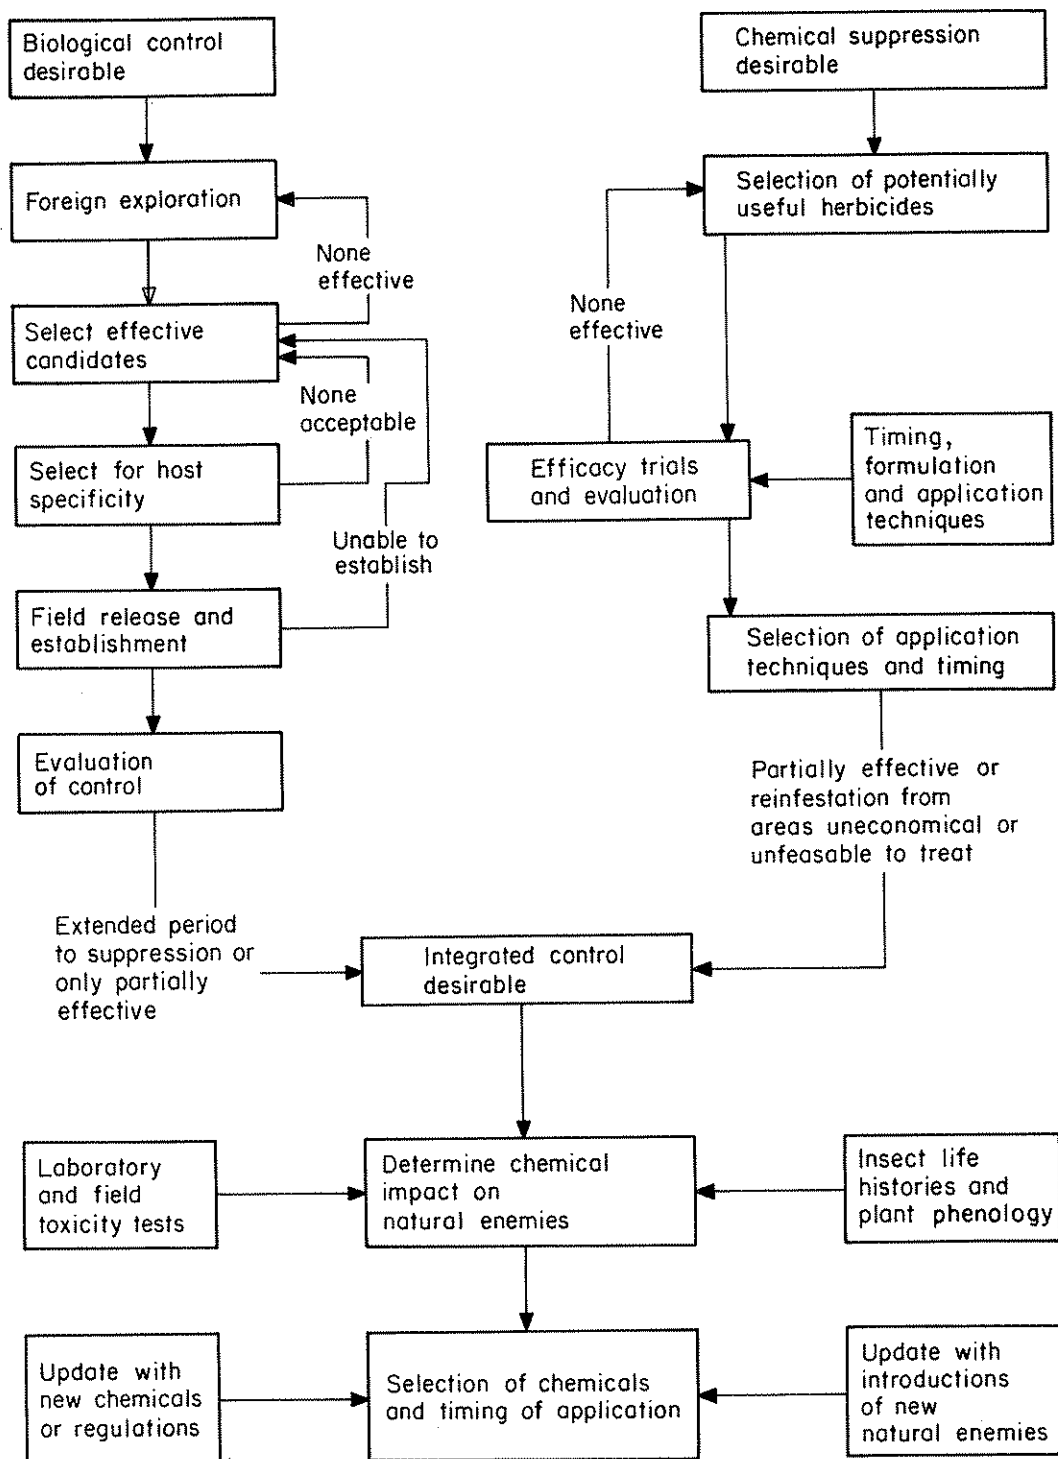 Biological control
desirable
Chemical suppression
desirable
Foreign exploration
Selection of potentially
useful herbicides
None
effective
None
effective
Select effective
candidates
None
acceptable
Select for host
specificity
Efficacy trials
and evaluation
Timing,
formulation
and application
techniques
Unable to
establish
Field release and
establishment
Selection of application
techniques and timing
Evaluation
of control
Partially effective or
reinfestation from
areas uneconomical or
unfeasable to treat
Extended period
to suppression or
only partially
effective
Integrated control
desirable
Laboratory
and field
toxicity tests
Determine chemical
impact on
natural enemies
Insect life
histories and
plant phenology
Update with
new chemicals
or regulations
Selection of chemicals
and timing of application
Update with
introductions
of new
natural enemies